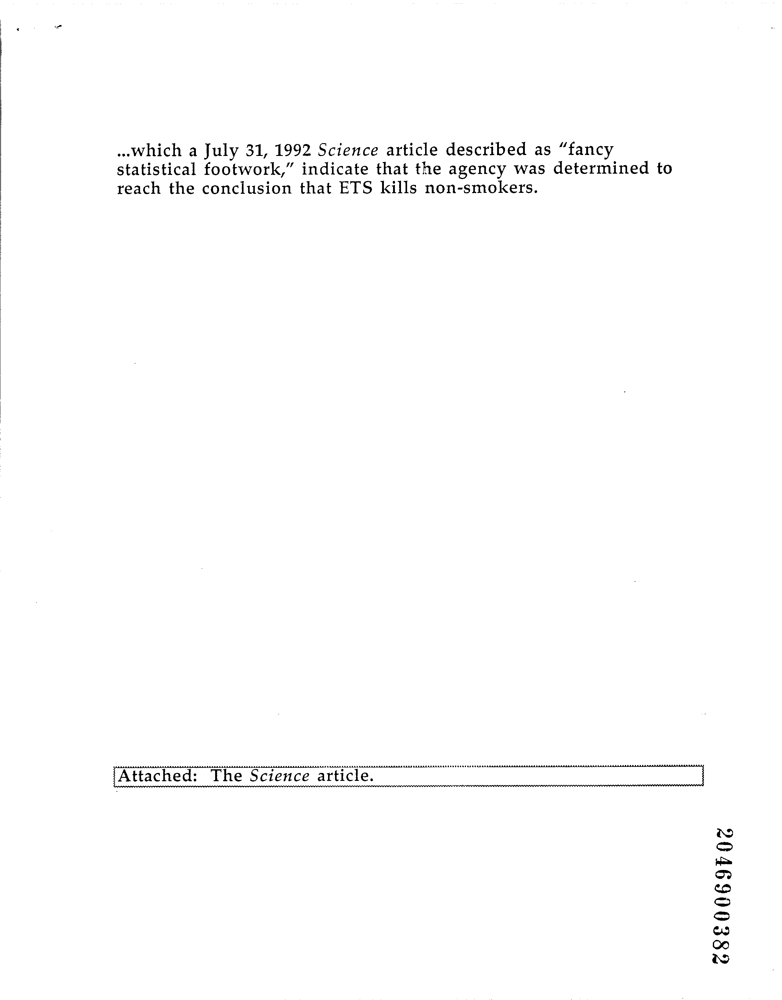 ...which a July 31, 1992 Science article described as "fancy
statistical footwork," indicate that the agency was determined to
reach the conclusion that ETS kills non-smokers.
Attached: The Science article.
2046900382